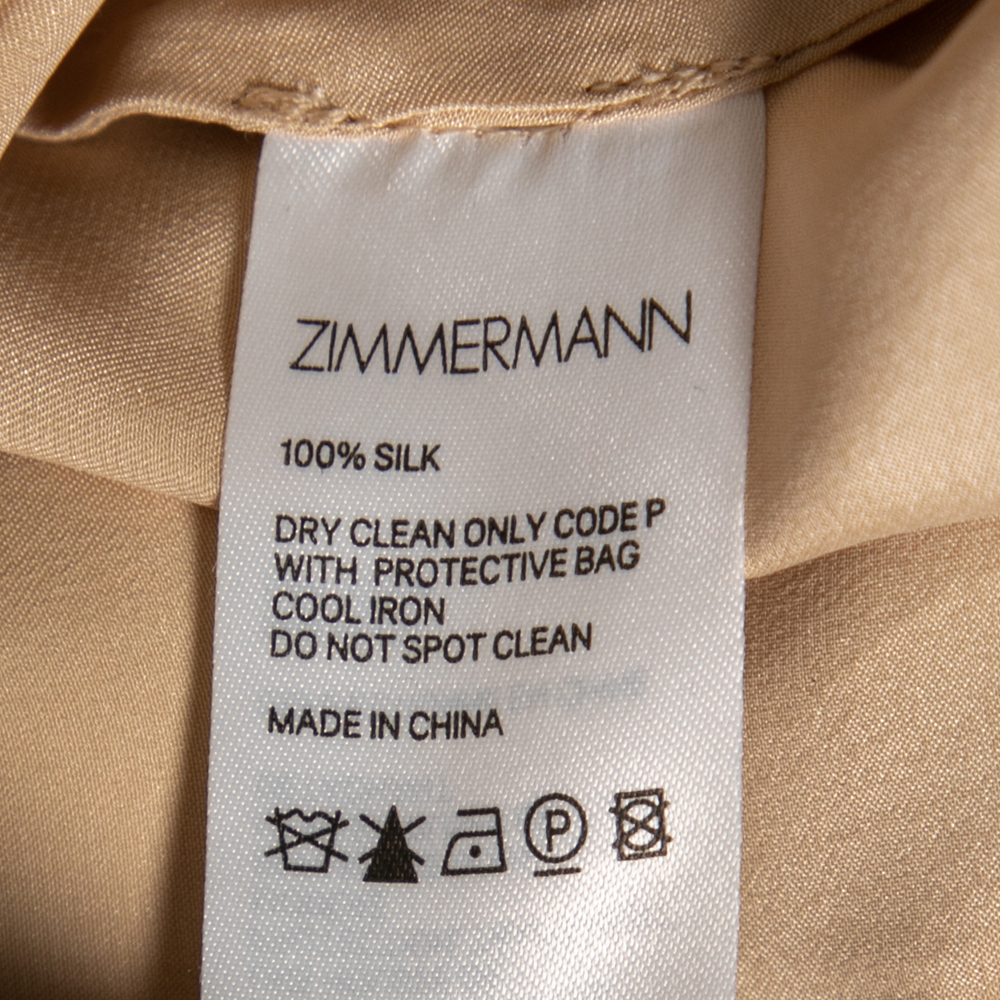 ZIMMERMANN
100% SILK
DRY CLEAN ONLY CODE P
WITH PROTECTIVE BAG
COOL IRON
DO NOT SPOT CLEAN
MADE IN CHINA
P